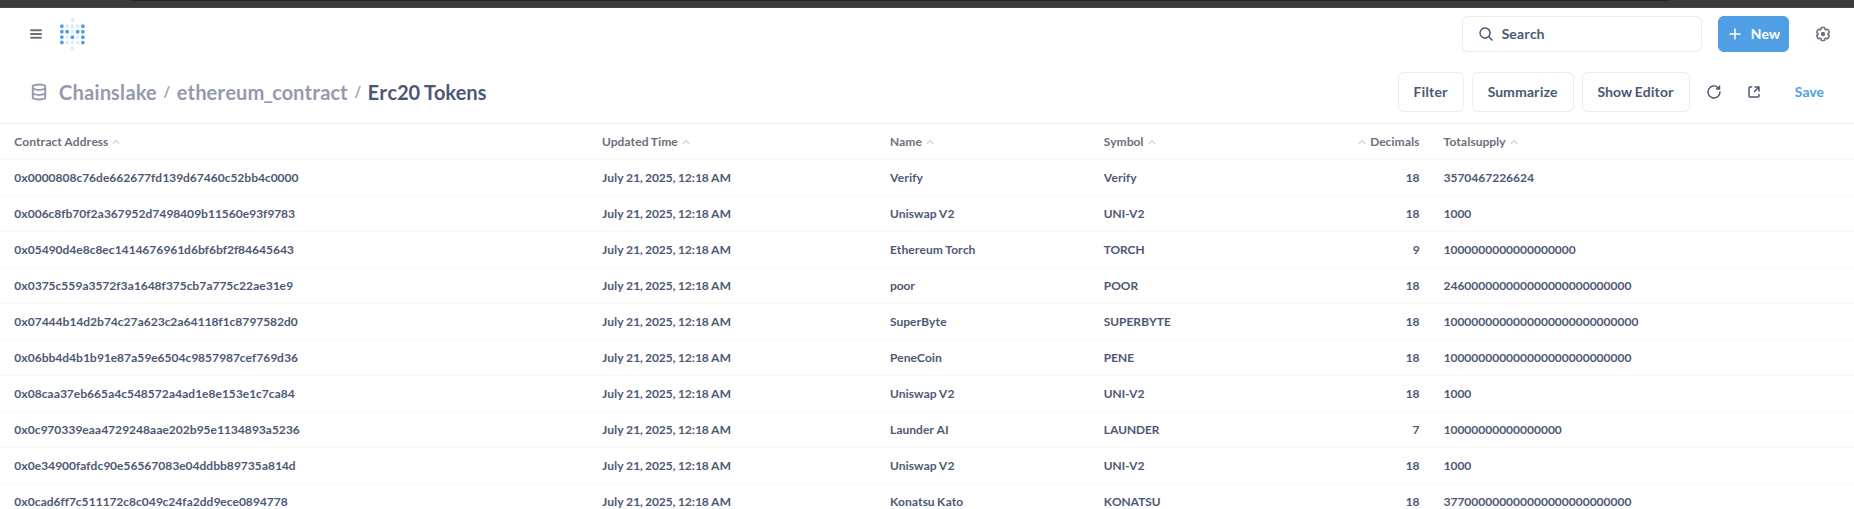 Search
+ New
Chainslake / ethereum_contract / Erc20 Tokens
Filter
Summarize
Show Editor
Save
Contract Address Updated Time Name Symbol Decimals Totalsupply
0x0000808c76de662677fd139d67460c52bb4c0000 July 21, 2025, 12:18 AM Verify Verify 18 3570467226624
0x006c8fb70f2a367952d7498409b11560e93f9783 July 21, 2025, 12:18 AM Uniswap V2 UNI-V2 18 1000
0x05490d4e8c8ec1414676961d6bf6bf2f84645643 July 21, 2025, 12:18 AM Ethereum Torch TORCH 9 1000000000000000000
0x0375c559a3572f3a1648f375cb7a775c22ae31e9 July 21, 2025, 12:18 AM poor POOR 18 246000000000000000000000000
0x07444b14d2b74c27a623c2a64118f1c8797582d0 July 21, 2025, 12:18 AM SuperByte SUPERBYTE 18 1000000000000000000000000000
0x06bb4d4b1b91e87a59e6504c9857987cef769d36 July 21, 2025, 12:18 AM PeneCoin PENE 18 100000000000000000000000000
0x08caa37eb665a4c548572a4ad1e8e153e1c7ca84 July 21, 2025, 12:18 AM Uniswap V2 UNI-V2 18 1000
0x0c970339eaa4729248aae202b95e1134893a5236 July 21, 2025, 12:18 AM Launder AI LAUNDER 7 10000000000000000
0x0e34900fafdc90e56567083e04ddbb89735a814d July 21, 2025, 12:18 AM Uniswap V2 UNI-V2 18 1000
0x0cad6ff7c511172c8c049c24fa2dd9ece0894778 July 21, 2025, 12:18 AM Konatsu Kato KONATSU 18 377000000000000000000000000